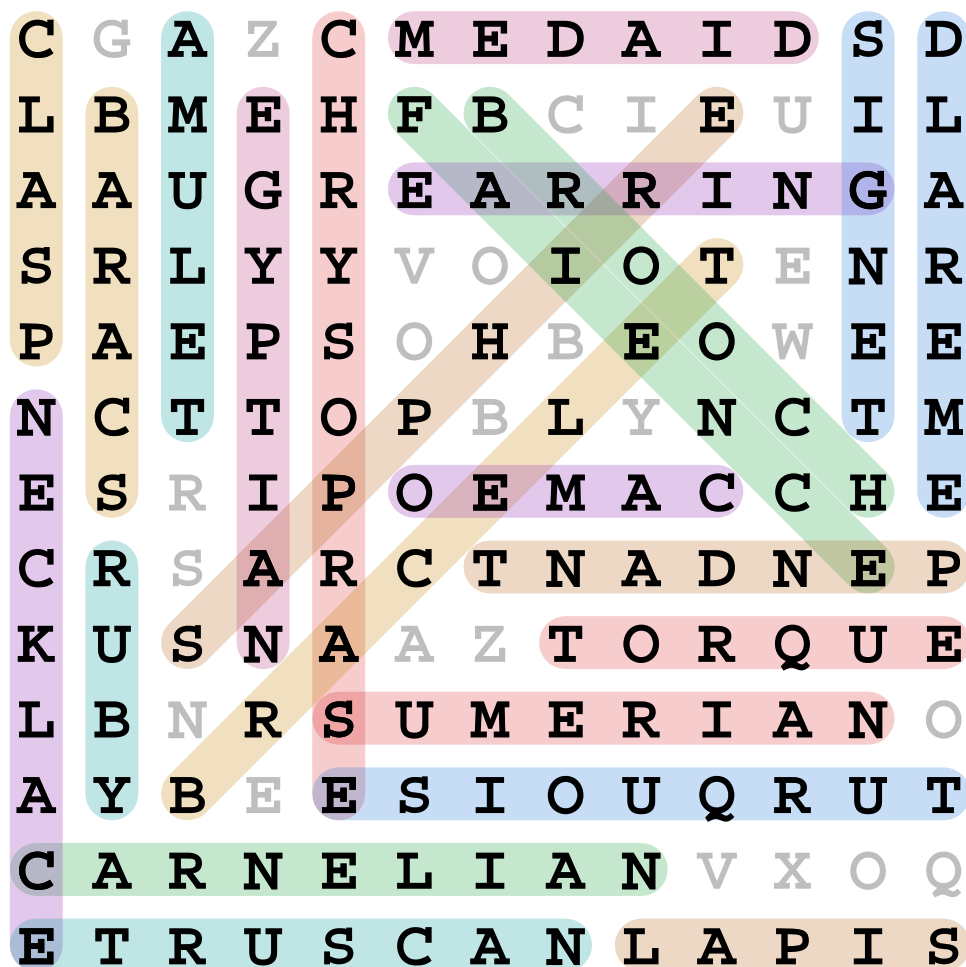 C G A Z C M E D A I D S D
L B M E H F B C I E U I L
A A U G R E A R R I N G A
S R L Y Y V O I O T E N R
P A E P S O H B E O W E E
N C T T O P B L Y N C T M
E S R I P O E M A C C H E
C R S A R C T N A D N E P
K U S N A A Z T O R Q U E
L B N R S U M E R I A N O
A Y B E E S I O U Q R U T
C A R N E L I A N V X O Q
E T R U S C A N L A P I S